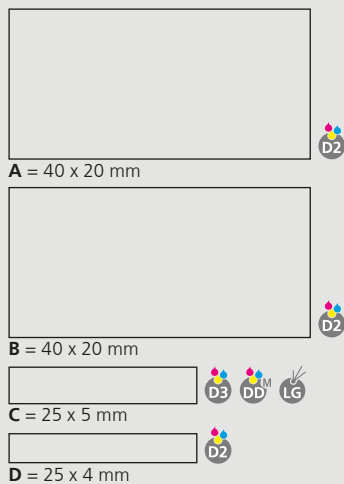 D2
A = 40 x 20 mm
D2
B = 40 x 20 mm
D3 DD M LG
C = 25 x 5 mm
D2
D = 25 x 4 mm